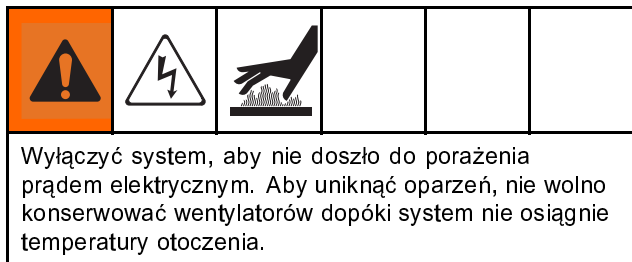 Wyłączyć system, aby nie doszło do porażenia
prądem elektrycznym. Aby uniknąć oparzeń, nie wolno
konserwować wentylatorów dopóki system nie osiągnie
temperatury otoczenia.